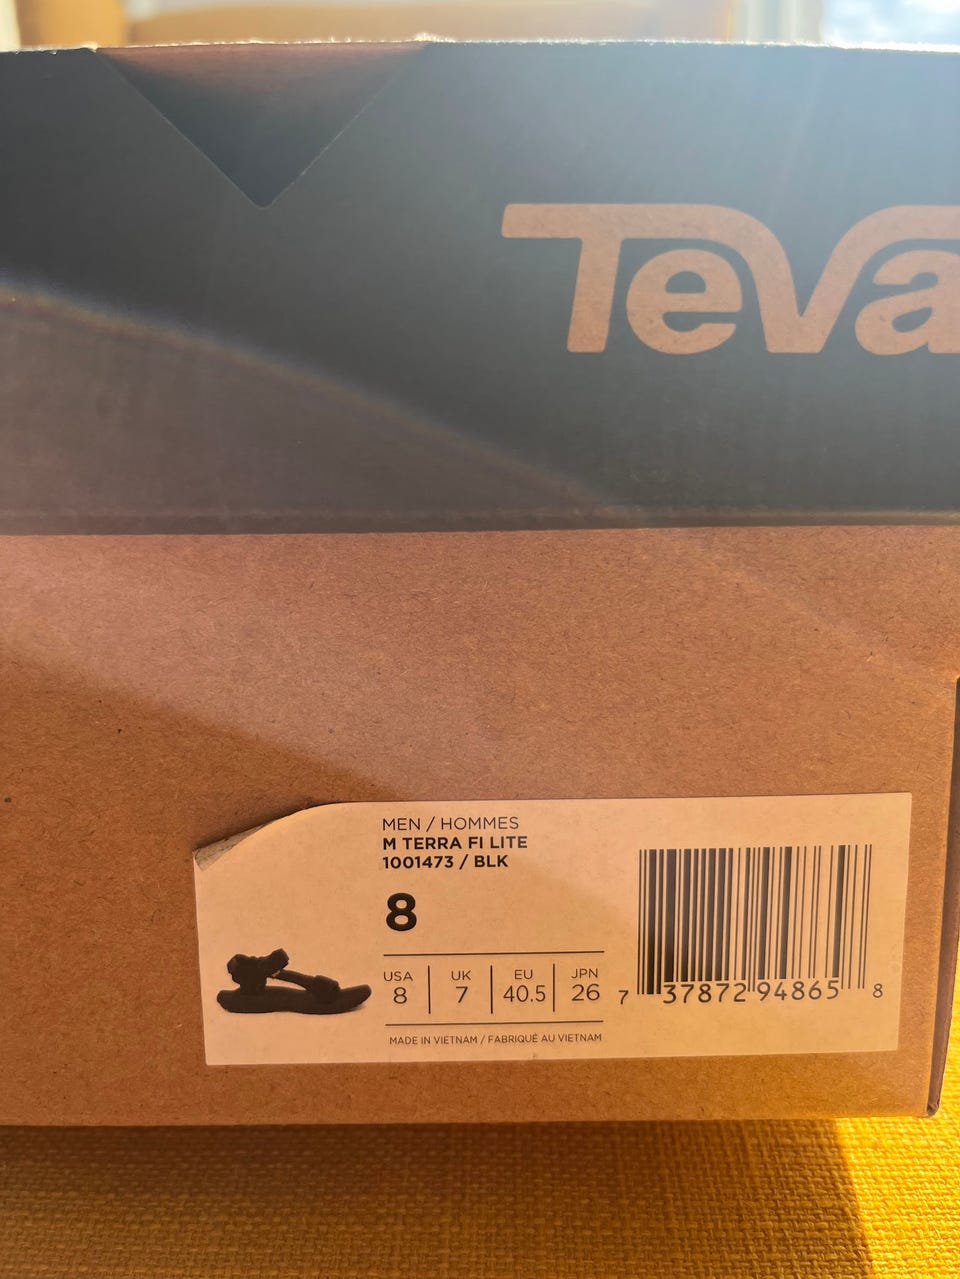 Teva
MEN / HOMMES
M TERRA FI LITE
1001473 / BLK
8
USA UK EU JPN
8 7 40.5 26
MADE IN VIETNAM / FABRIQUÉ AU VIETNAM
7 37872 94865 8